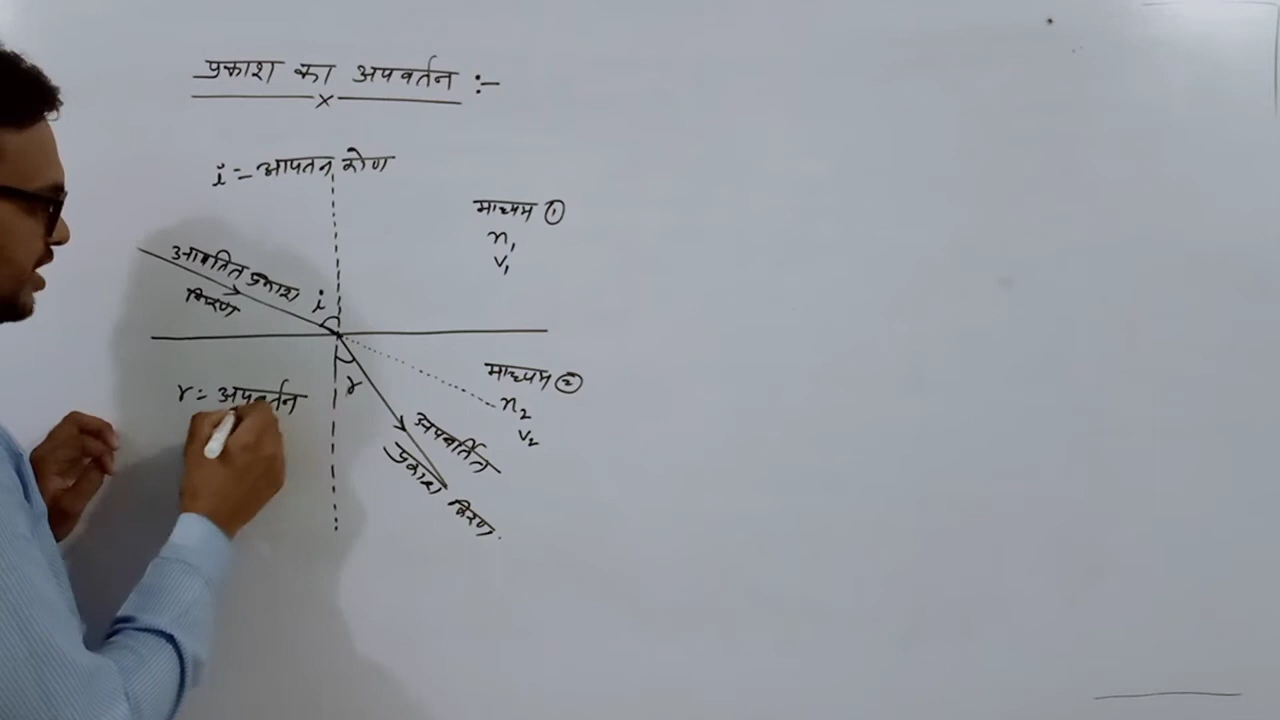 प्रकाश का अपवर्तन :-
i = आपतन कोण
माध्यम ①
n₁
v₁
आपतित प्रकाश
किरण
i
माध्यम ②
n₂
v₂
r = अपवर्तन
r
अपवर्तित
प्रकाश किरण